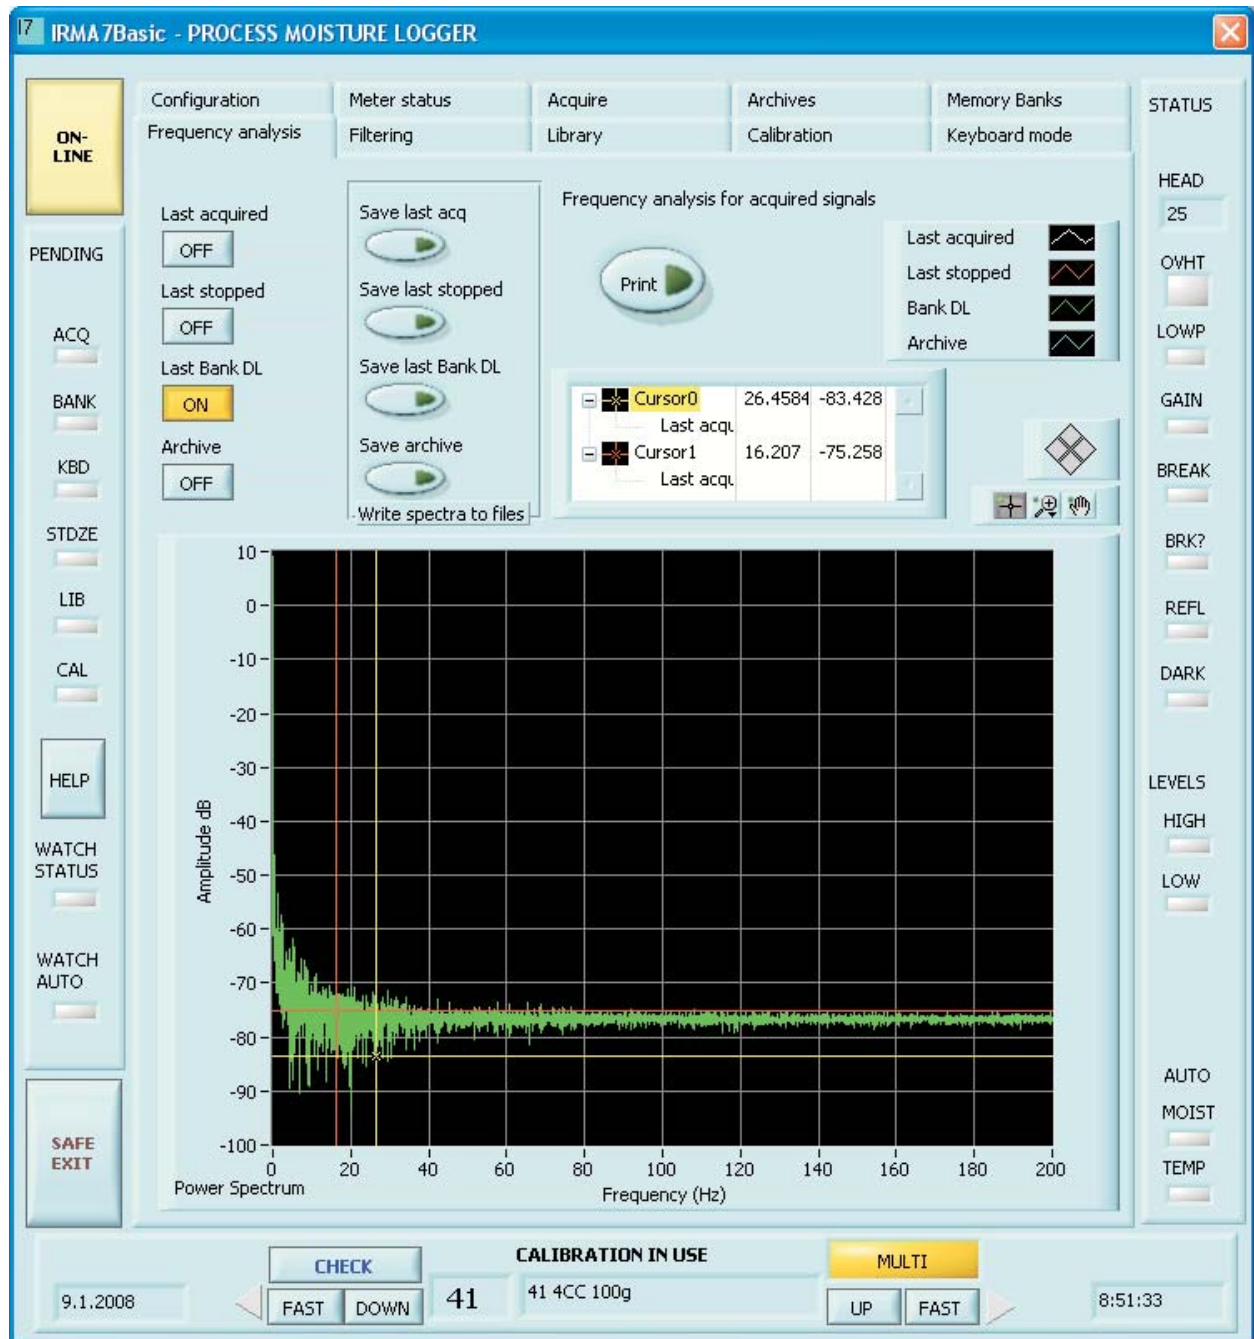 I7 IRMA7Basic - PROCESS MOISTURE LOGGER
ON-
LINE
Configuration
Meter status
Acquire
Archives
Memory Banks
Frequency analysis
Filtering
Library
Calibration
Keyboard mode
PENDING
ACQ
BANK
KBD
STDZE
LIB
CAL
HELP
WATCH
STATUS
WATCH
AUTO
SAFE
EXIT
Last acquired
OFF
Last stopped
OFF
Last Bank DL
ON
Archive
OFF
Save last acq
Save last stopped
Save last Bank DL
Save archive
Write spectra to files
Frequency analysis for acquired signals
Print
Last acquired
Last stopped
Bank DL
Archive
Cursor0 26.4584 -83.428
Last acqu
Cursor1 16.207 -75.258
Last acqu
10
0
-10
-20
-30
-40
-50
-60
-70
-80
-90
-100
Amplitude dB
0 20 40 60 80 100 120 140 160 180 200
Power Spectrum
Frequency (Hz)
STATUS
HEAD
25
OVHT
LOWP
GAIN
BREAK
BRK?
REFL
DARK
LEVELS
HIGH
LOW
AUTO
MOIST
TEMP
9.1.2008
CHECK
FAST
DOWN
41
CALIBRATION IN USE
41 4CC 100g
MULTI
UP
FAST
8:51:33